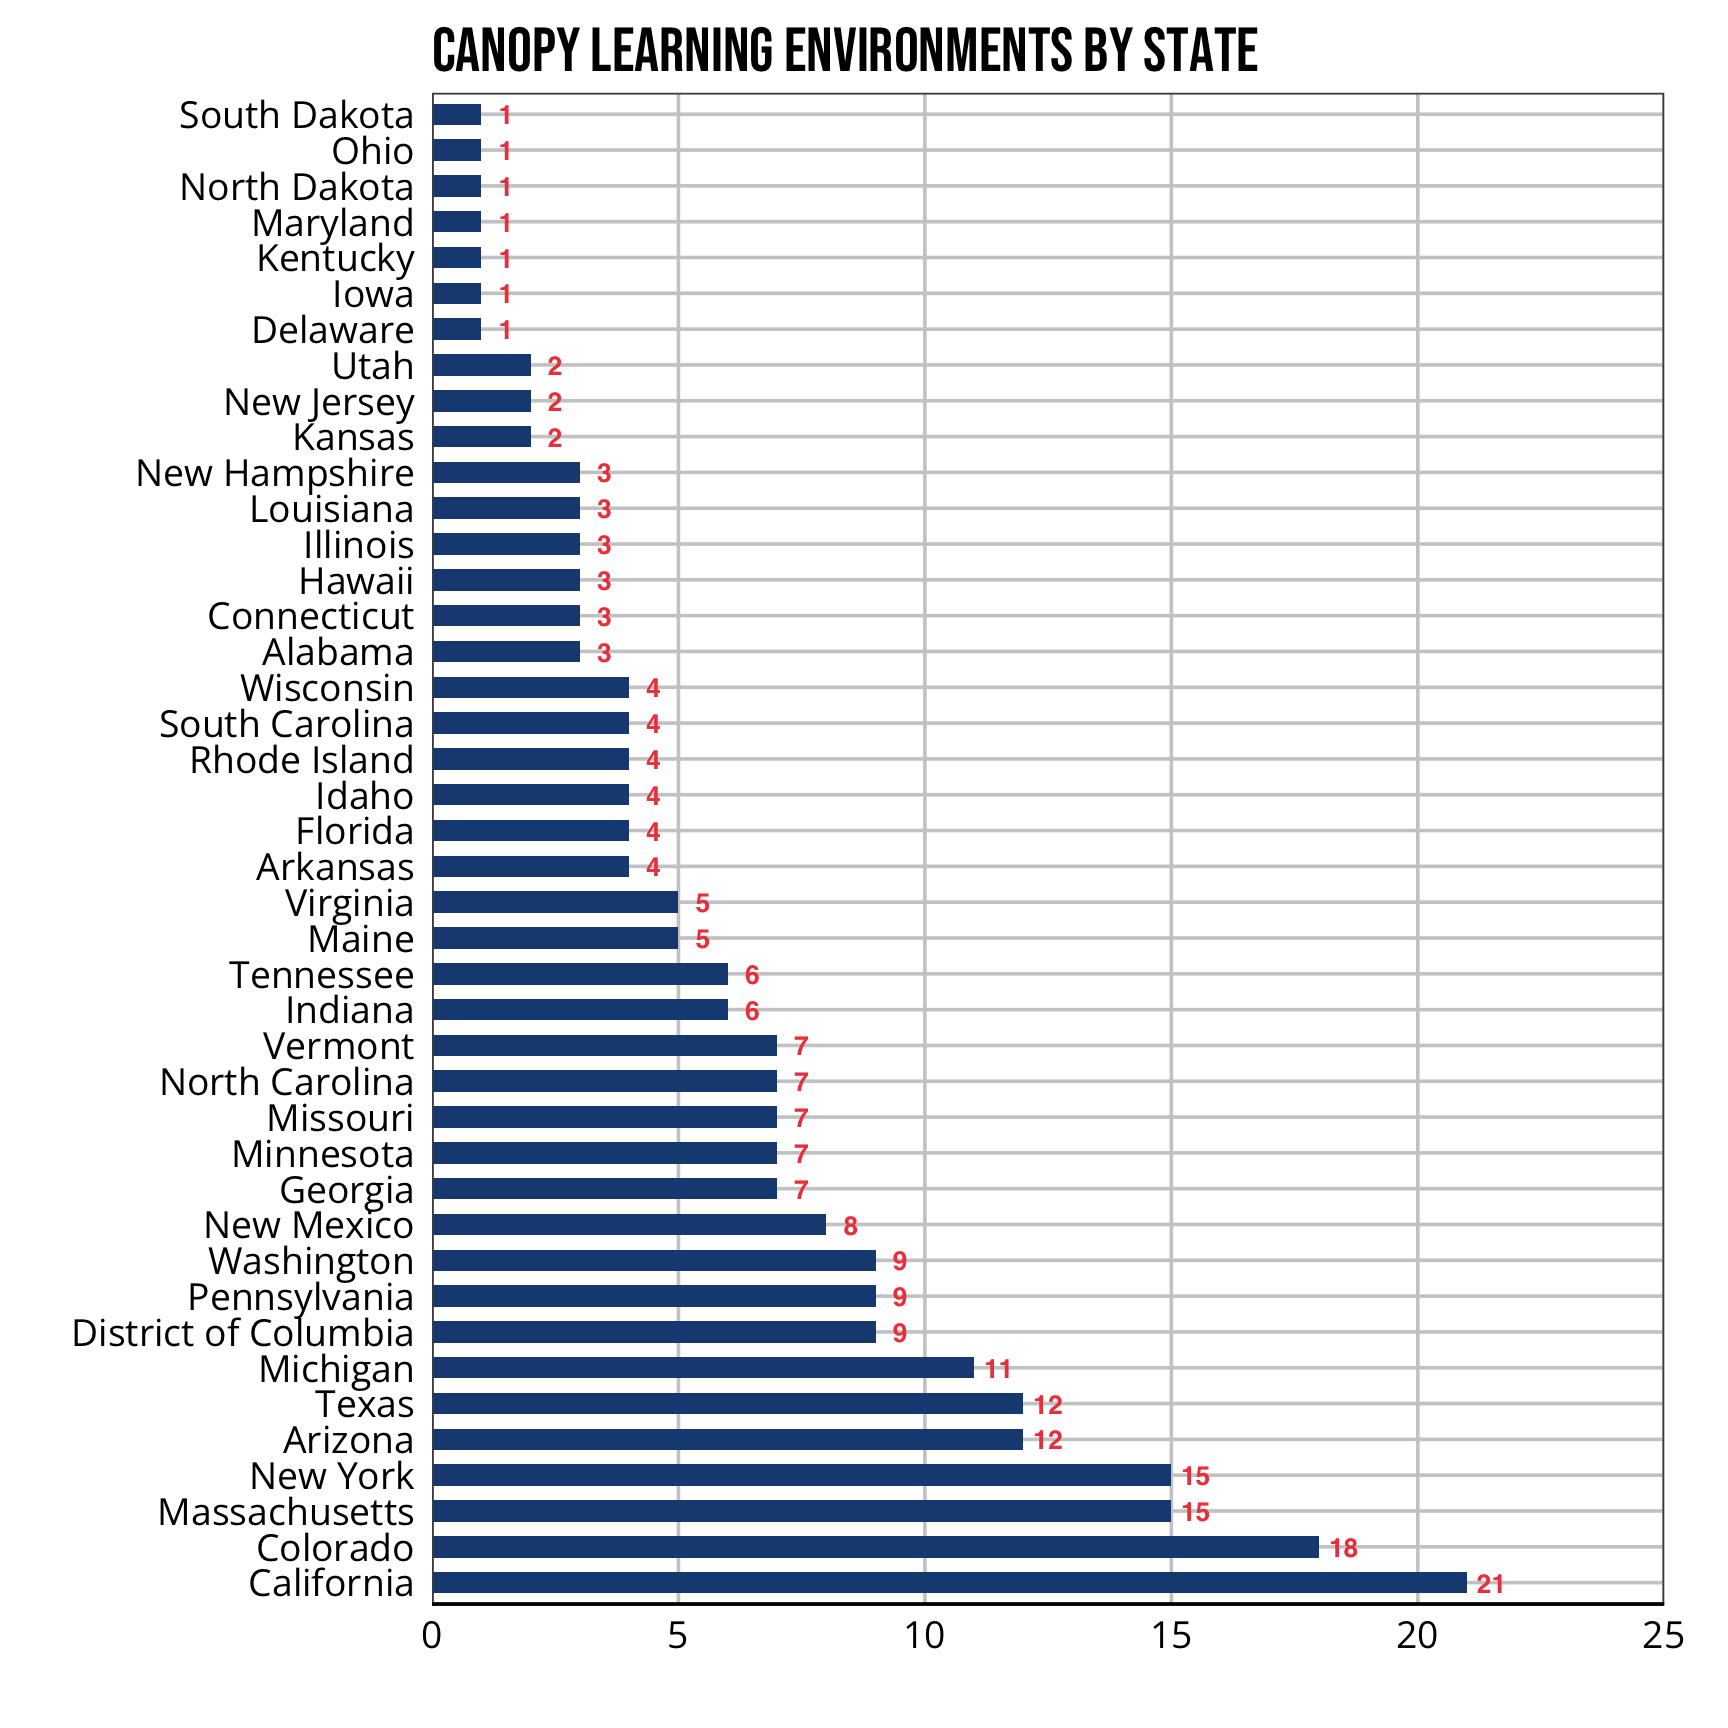 CANOPY LEARNING ENVIRONMENTS BY STATE
South Dakota 1
Ohio 1
North Dakota 1
Maryland 1
Kentucky 1
Iowa 1
Delaware 1
Utah 2
New Jersey 2
Kansas 2
New Hampshire 3
Louisiana 3
Illinois 3
Hawaii 3
Connecticut 3
Alabama 3
Wisconsin 4
South Carolina 4
Rhode Island 4
Idaho 4
Florida 4
Arkansas 4
Virginia 5
Maine 5
Tennessee 6
Indiana 6
Vermont 7
North Carolina 7
Missouri 7
Minnesota 7
Georgia 7
New Mexico 8
Washington 9
Pennsylvania 9
District of Columbia 9
Michigan 11
Texas 12
Arizona 12
New York 15
Massachusetts 15
Colorado 18
California 21
0 5 10 15 20 25